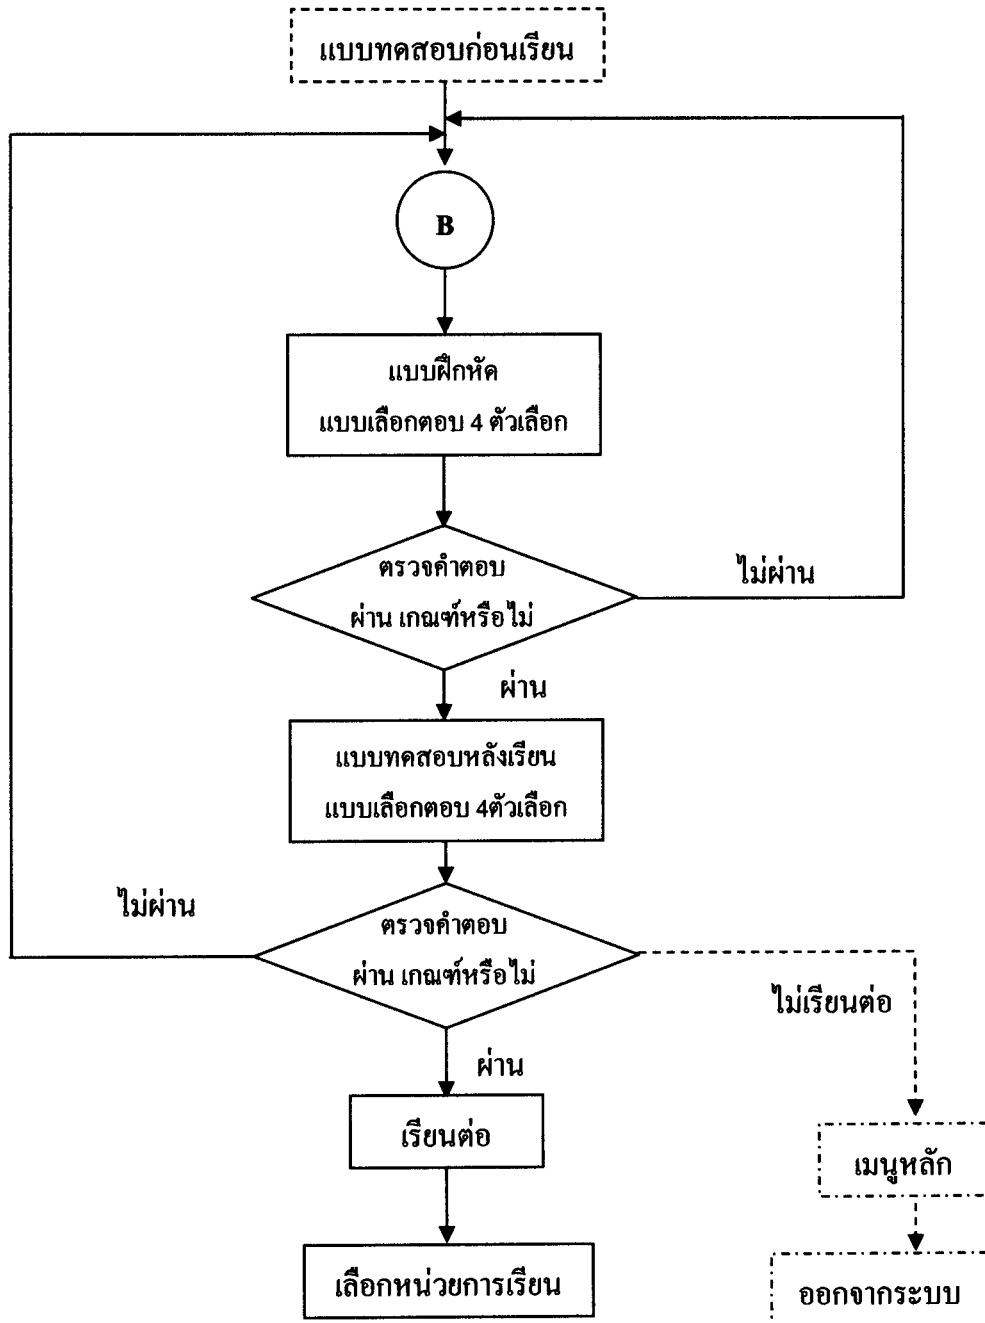 แบบทดสอบก่อนเรียน
B
แบบฝึกหัด
แบบเลือกตอบ 4 ตัวเลือก
ตรวจคำตอบ
ผ่าน เกณฑ์หรือไม่
ไม่ผ่าน
ผ่าน
แบบทดสอบหลังเรียน
แบบเลือกตอบ 4ตัวเลือก
ไม่ผ่าน
ตรวจคำตอบ
ผ่าน เกณฑ์หรือไม่
ไม่เรียนต่อ
ผ่าน
เรียนต่อ
เมนูหลัก
เลือกหน่วยการเรียน
ออกจากระบบ